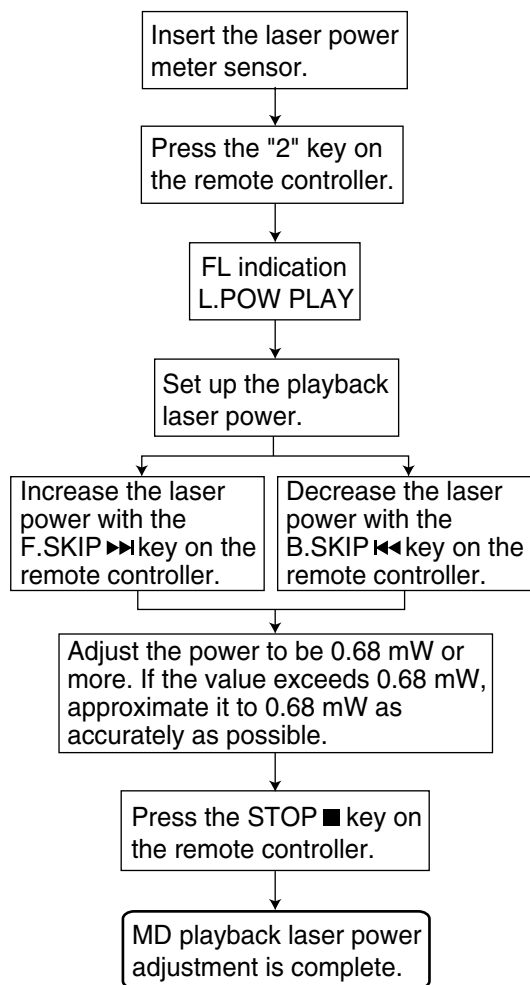 Insert the laser power
meter sensor.
Press the "2" key on
the remote controller.
FL indication
L.POW PLAY
Set up the playback
laser power.
Increase the laser
power with the
F.SKIP ⏭ key on the
remote controller.
Decrease the laser
power with the
B.SKIP ⏮ key on the
remote controller.
Adjust the power to be 0.68 mW or
more. If the value exceeds 0.68 mW,
approximate it to 0.68 mW as
accurately as possible.
Press the STOP ■ key on
the remote controller.
MD playback laser power
adjustment is complete.